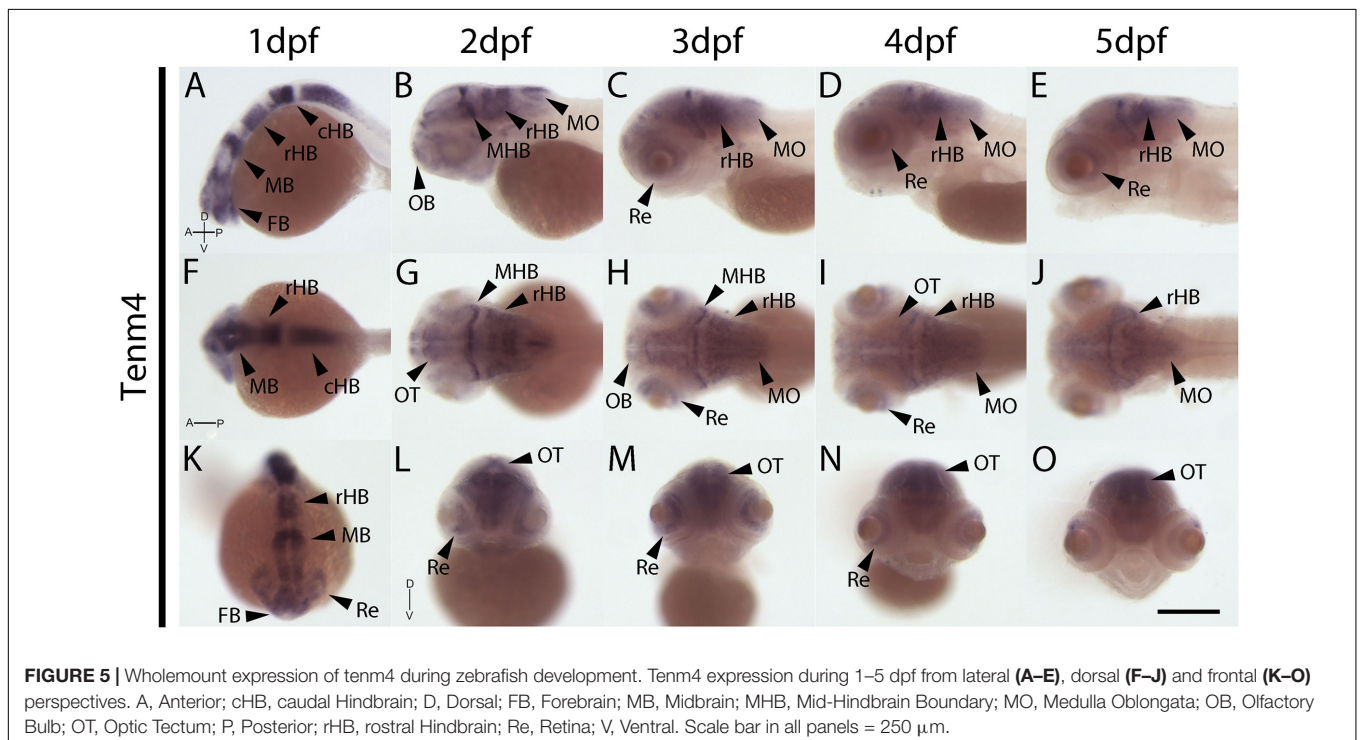 1dpf 2dpf 3dpf 4dpf 5dpf
Tenm4
A cHB rHB MB FB D A P V
B MO rHB MHB OB
C rHB MO Re
D Re rHB MO
E rHB MO Re
F rHB MB cHB A P
G MHB rHB OT
H MHB rHB OB Re MO
I OT rHB Re MO
J rHB MO
K rHB MB Re FB
L OT Re D V
M OT Re
N OT Re
O OT
FIGURE 5 | Wholemount expression of tenm4 during zebrafish development. Tenm4 expression during 1–5 dpf from lateral (A–E), dorsal (F–J) and frontal (K–O)
perspectives. A, Anterior; cHB, caudal Hindbrain; D, Dorsal; FB, Forebrain; MB, Midbrain; MHB, Mid-Hindbrain Boundary; MO, Medulla Oblongata; OB, Olfactory
Bulb; OT, Optic Tectum; P, Posterior; rHB, rostral Hindbrain; Re, Retina; V, Ventral. Scale bar in all panels = 250 μm.